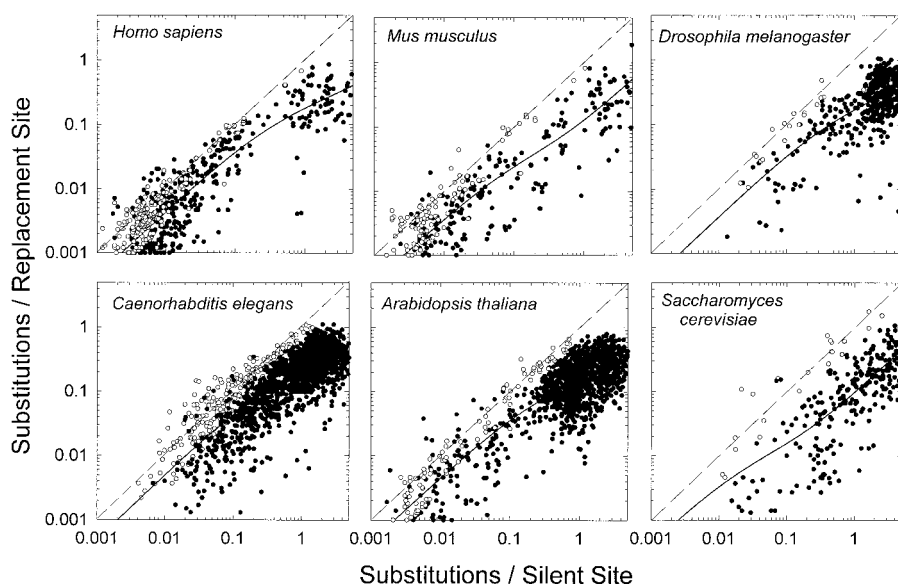 Homo sapiens
Mus musculus
Drosophila melanogaster
1
0.1
0.01
0.001
Caenorhabditis elegans
Arabidopsis thaliana
Saccharomyces
cerevisiae
1
0.1
0.01
0.001
0.001 0.01 0.1 1 0.001 0.01 0.1 1 0.001 0.01 0.1 1
Substitutions / Replacement Site
Substitutions / Silent Site